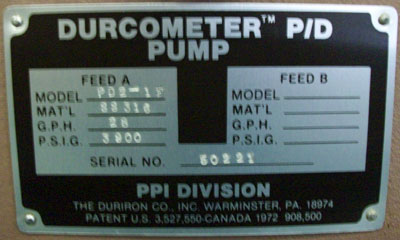 DURCOMETER™ P/D
PUMP
FEED A
MODEL PD2-1F
MAT'L SS316
G.P.H. 28
P.S.I.G. 3900
FEED B
MODEL
MAT'L
G.P.H.
P.S.I.G.
SERIAL NO. 50221
PPI DIVISION
THE DURIRON CO., INC. WARMINSTER, PA. 18974
PATENT U.S. 3,527,550-CANADA 1972 908,500